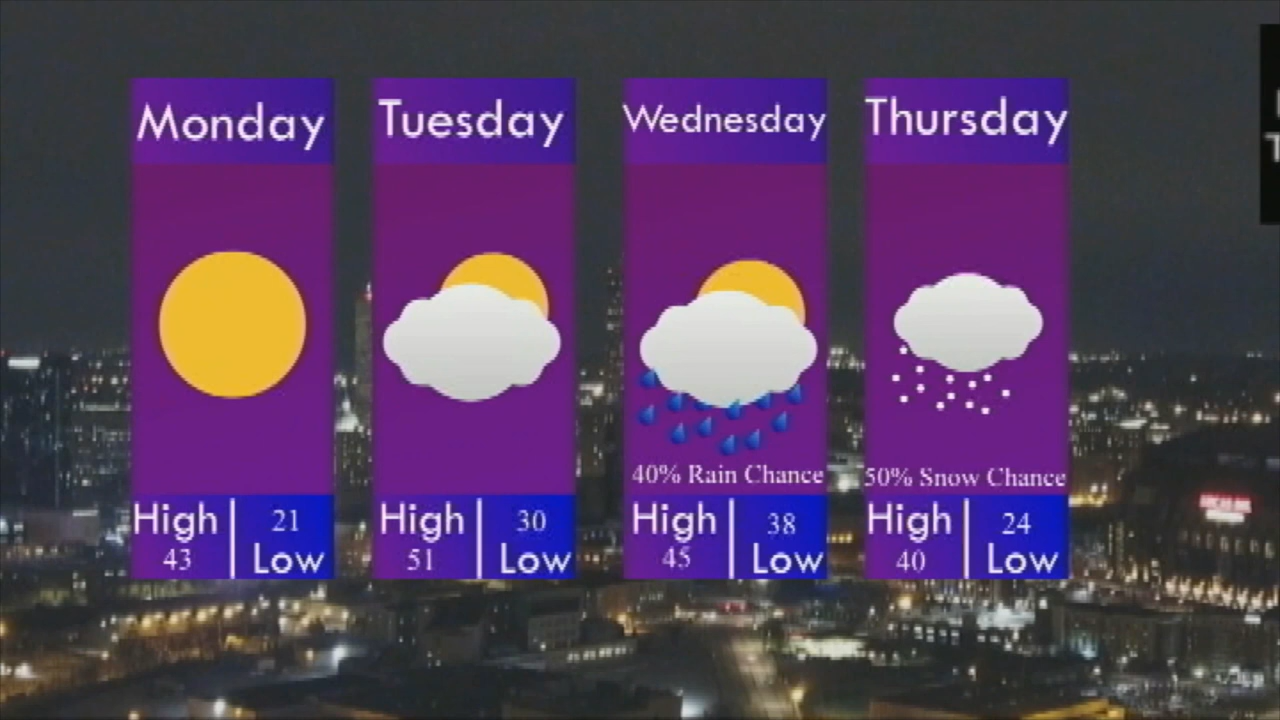 Monday
High
43
21
Low
Tuesday
High
51
30
Low
Wednesday
40% Rain Chance
High
45
38
Low
Thursday
50% Snow Chance
High
40
24
Low